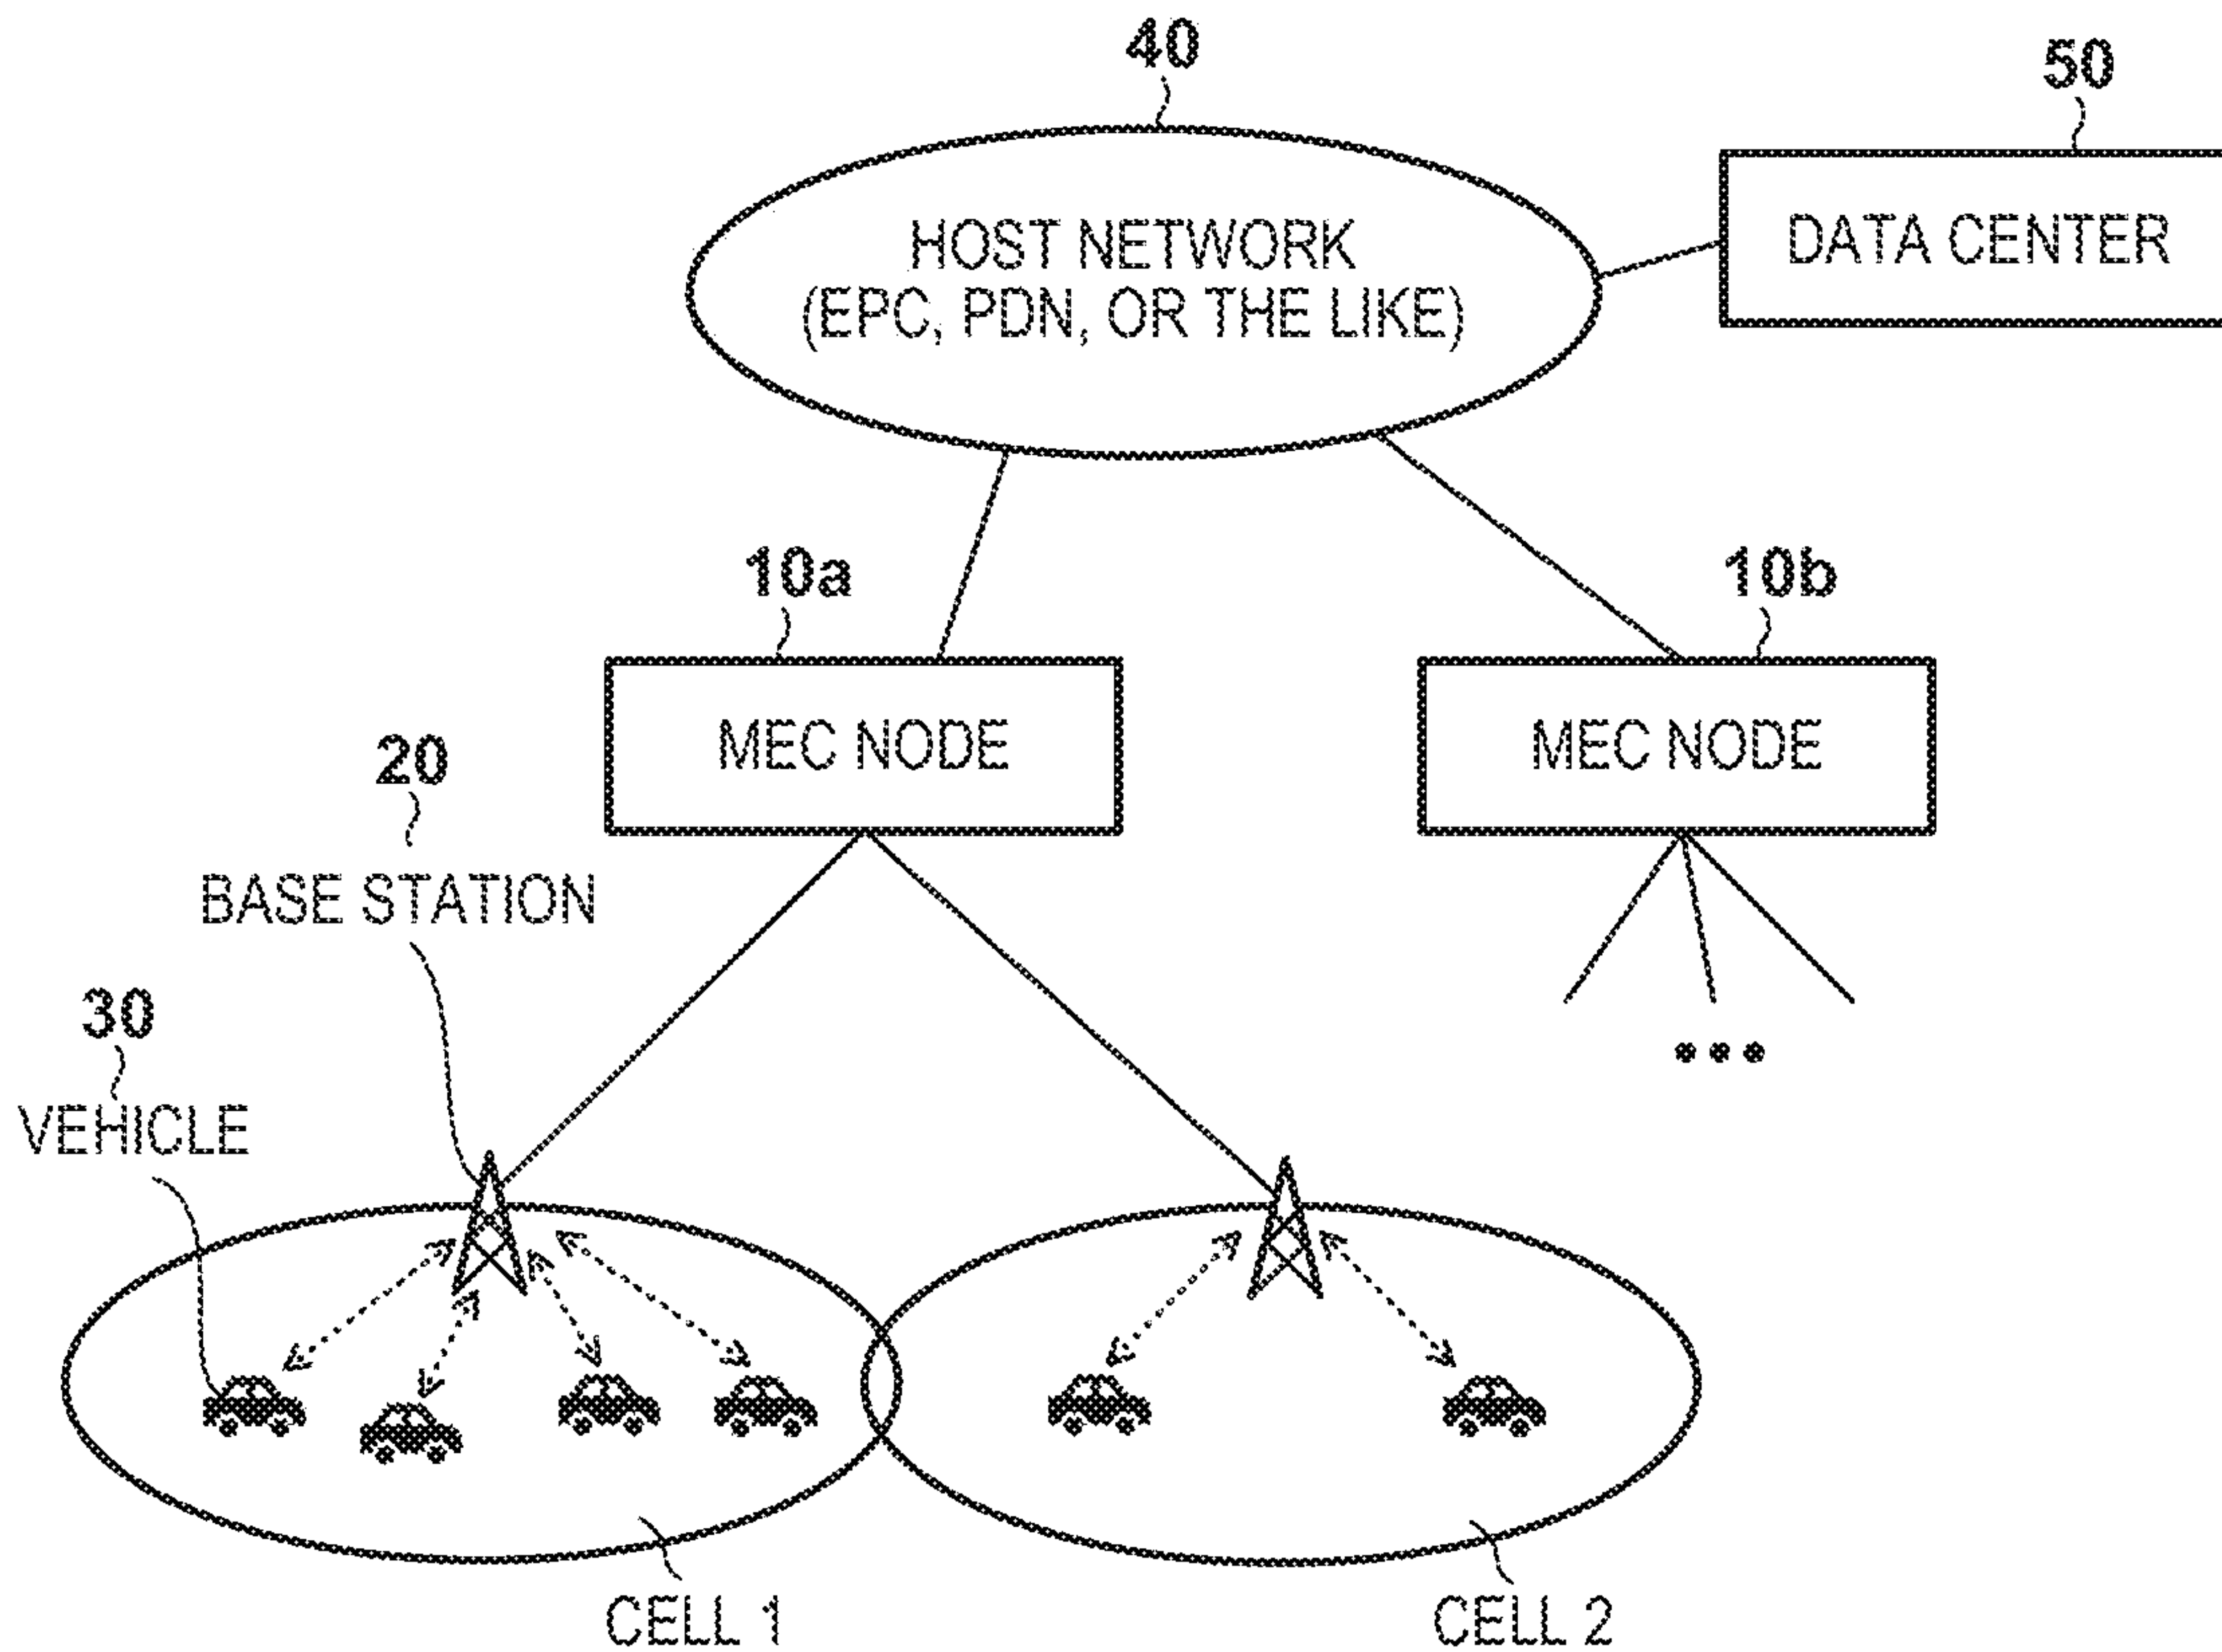 40
50
HOST NETWORK
(EPC, PDN, OR THE LIKE)
DATA CENTER
10a
10b
MEC NODE
MEC NODE
20
BASE STATION
30
VEHICLE
CELL 1
CELL 2